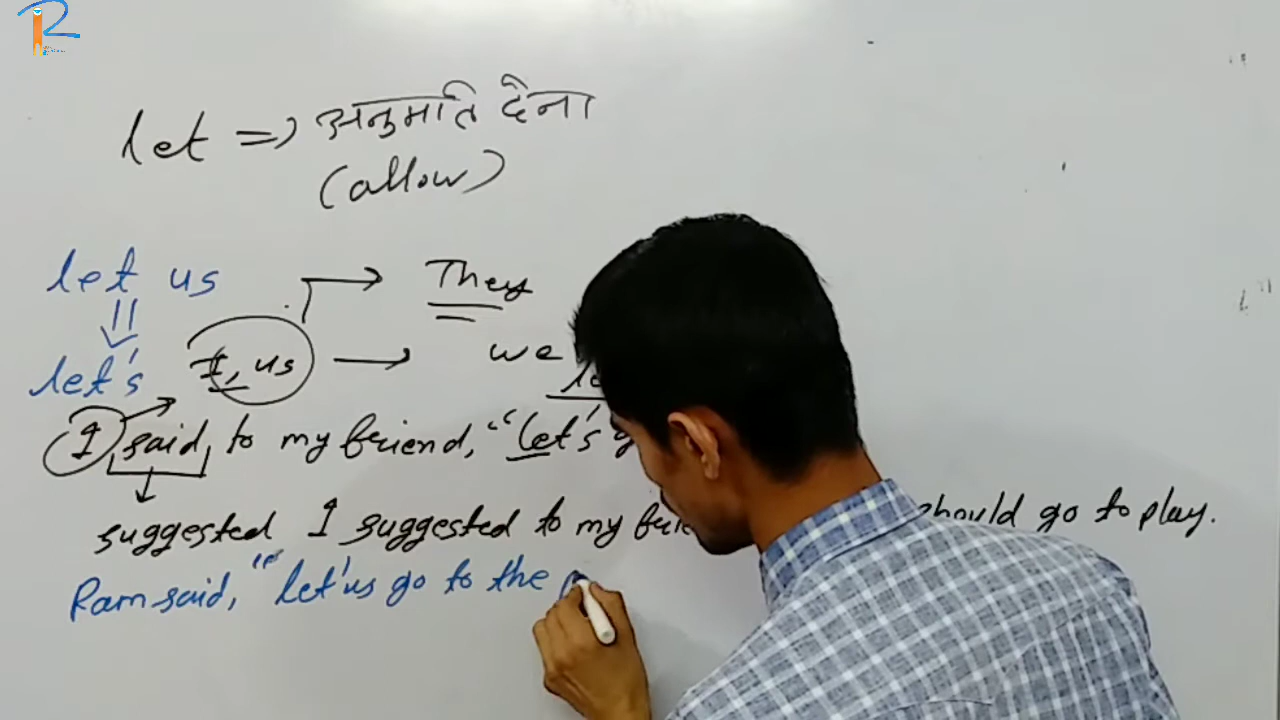 let => अनुमति देना
(allow)
let us
They
let's I, us we
I said to my friend, "let's
suggested I suggested to my should go to play.
Ram said, "let'us go to the